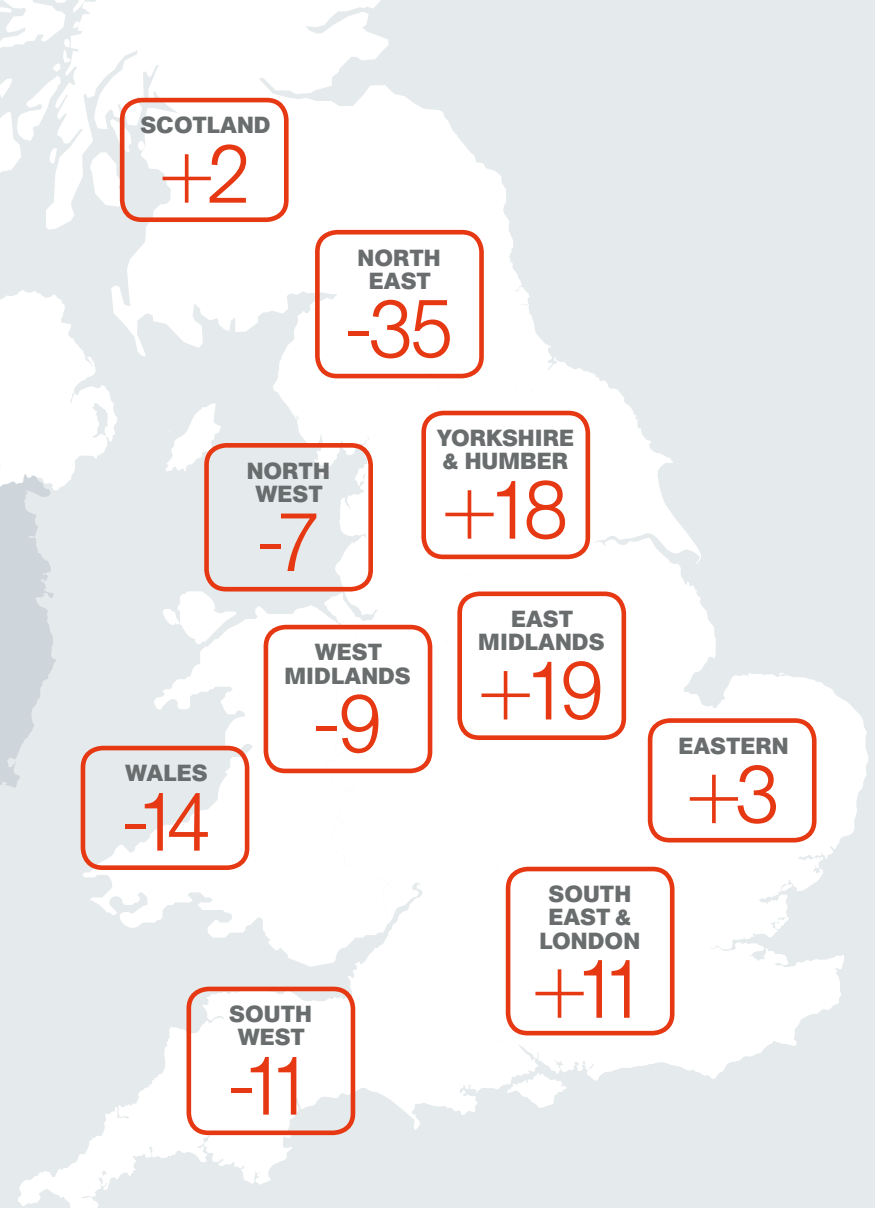 SCOTLAND
+2
NORTH
EAST
-35
YORKSHIRE
& HUMBER
+18
NORTH
WEST
-7
EAST
MIDLANDS
+19
WEST
MIDLANDS
-9
EASTERN
+3
WALES
-14
SOUTH
EAST &
LONDON
+11
SOUTH
WEST
-11